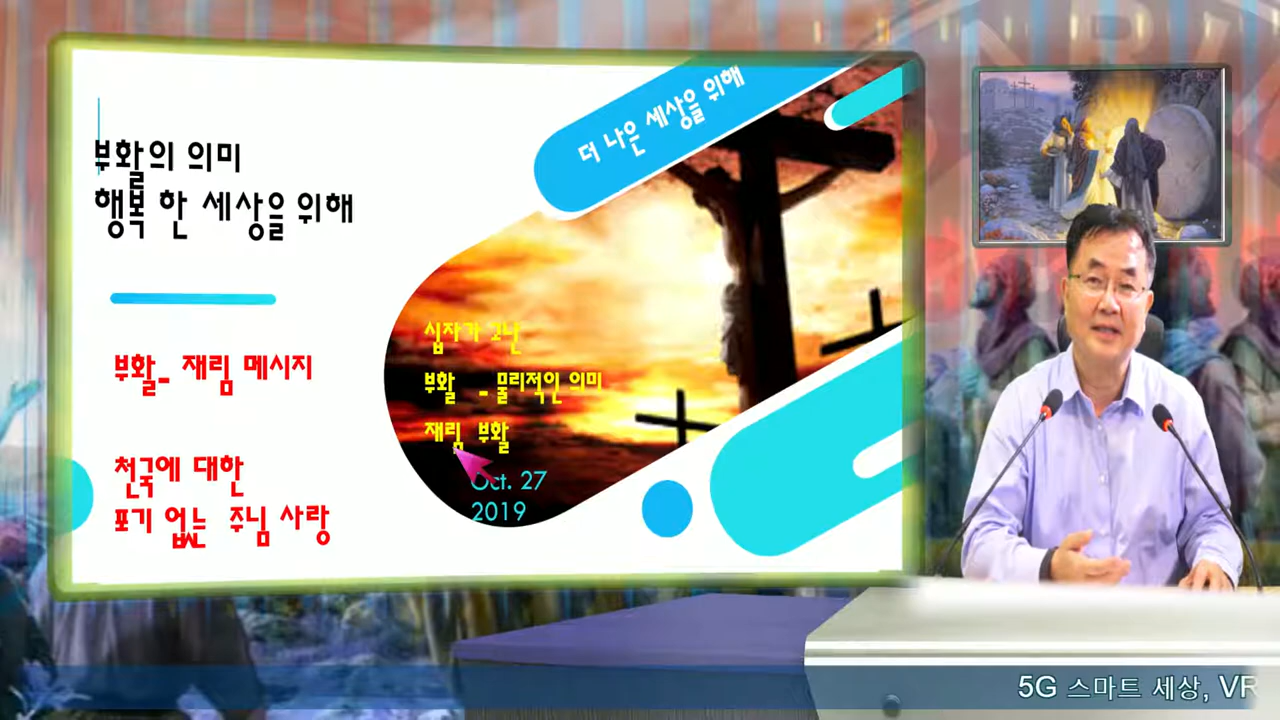 부활의 의미
행복 한 세상을 위해
더 나은 세상을 위해
부활- 재림 메시지
천국에 대한
포기 없는 주님 사랑
십자가 고난
부활 - 물리적인 의미
재림 부활
Oct. 27
2019
5G 스마트 세상, VR